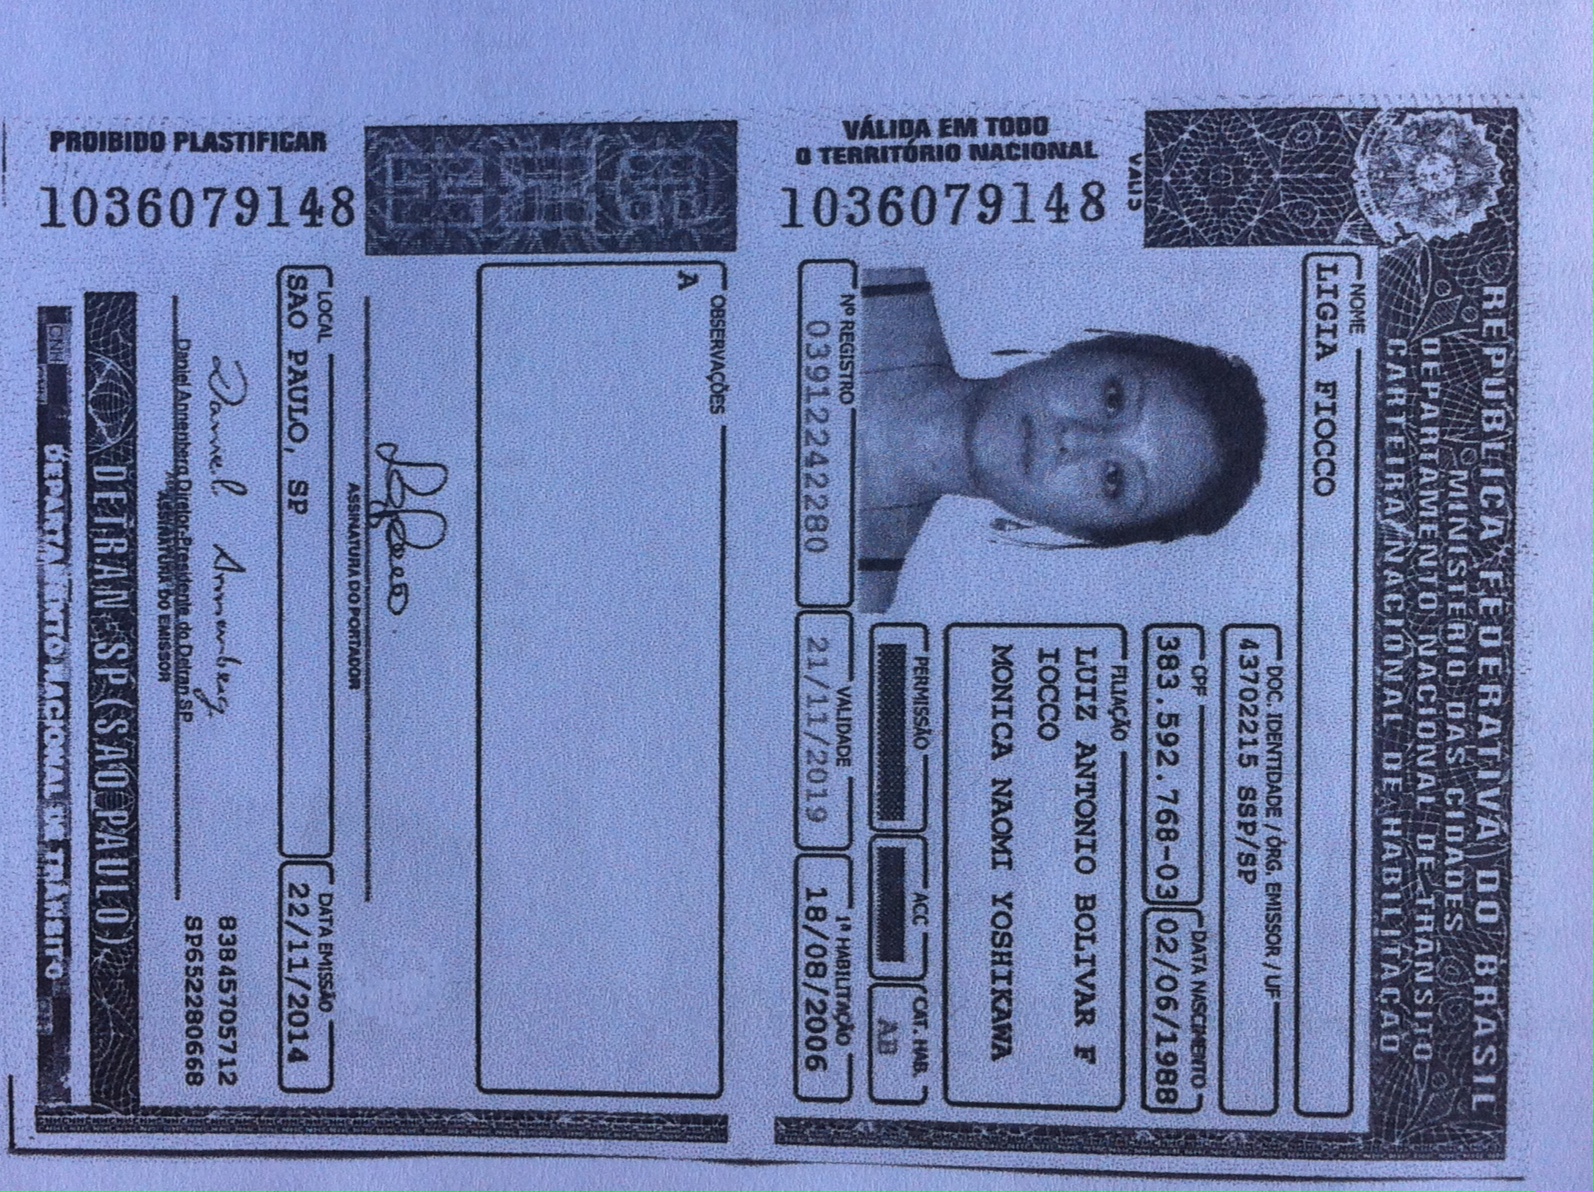 REPÚBLICA FEDERATIVA DO BRASIL
MINISTÉRIO DAS CIDADES
DEPARTAMENTO NACIONAL DE TRÂNSITO
CARTEIRA NACIONAL DE HABILITAÇÃO
NOME
LIGIA FIOCCO
DOC. IDENTIDADE / ÓRG. EMISSOR / UF
43702215 SSP/SP
CPF
DATA NASCIMENTO
383.592.768-03
02/06/1988
FILIAÇÃO
LUIZ ANTONIO BOLIVAR F
IOCCO
MONICA NAOMI YOSHIKAWA
PERMISSÃO
ACC
CAT. HAB.
AB
Nº REGISTRO
VALIDADE
1ª HABILITAÇÃO
03912242280
21/11/2019
18/08/2006
VÁLIDA EM TODO
O TERRITÓRIO NACIONAL
1036079148
OBSERVAÇÕES
A
ASSINATURA DO PORTADOR
LOCAL
DATA EMISSÃO
SAO PAULO, SP
22/11/2014
Daniel Annenberg
Daniel Annenberg Diretor-Presidente do Detran SP
ASSINATURA DO EMISSOR
83845705712
SP652280668
DETRAN SP (SAO PAULO)
DEPARTAMENTO NACIONAL DE TRÂNSITO
PROIBIDO PLASTIFICAR
1036079148